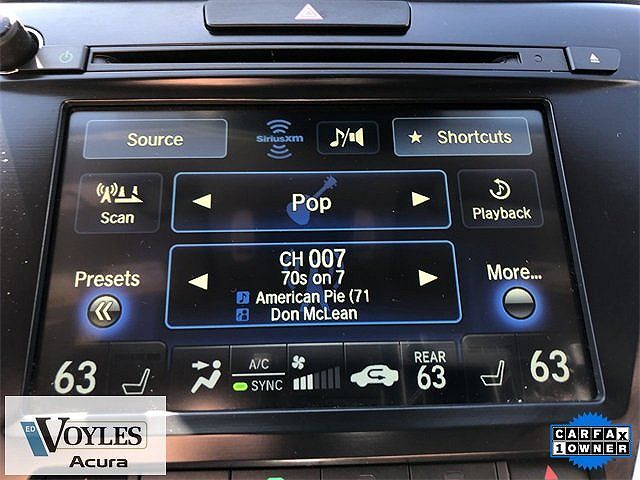 Source
SiriusXM
★ Shortcuts
Scan
Pop
Playback
CH 007
70s on 7
American Pie (71
Don McLean
Presets
More...
63
A/C
SYNC
REAR
63
63
ED VOYLES
Acura
CARFAX
1 OWNER